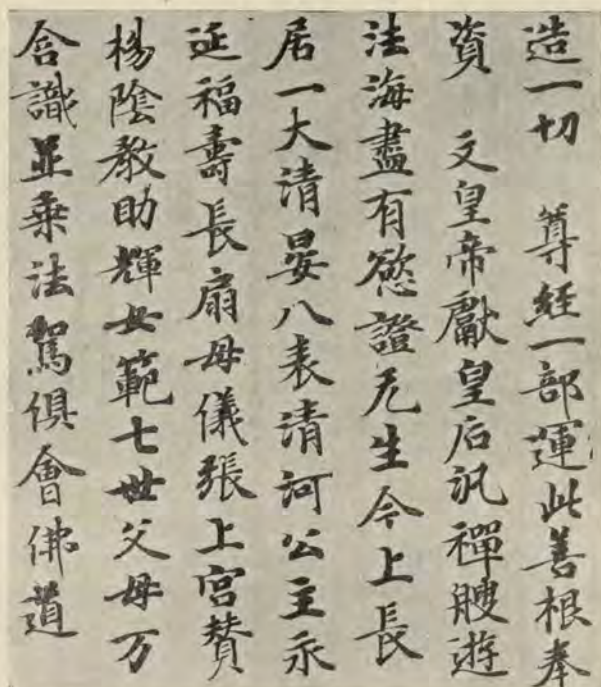 造一切　尊經一部運此善根奉
資　文皇帝獻皇后汎禪艘遊
法海盡有慾證无生今上長
居一大清晏八表清河公主永
延福壽長扇母儀張上宮贊
楊陰教助輝女範七世父母万
含識並乗法駕俱會佛道